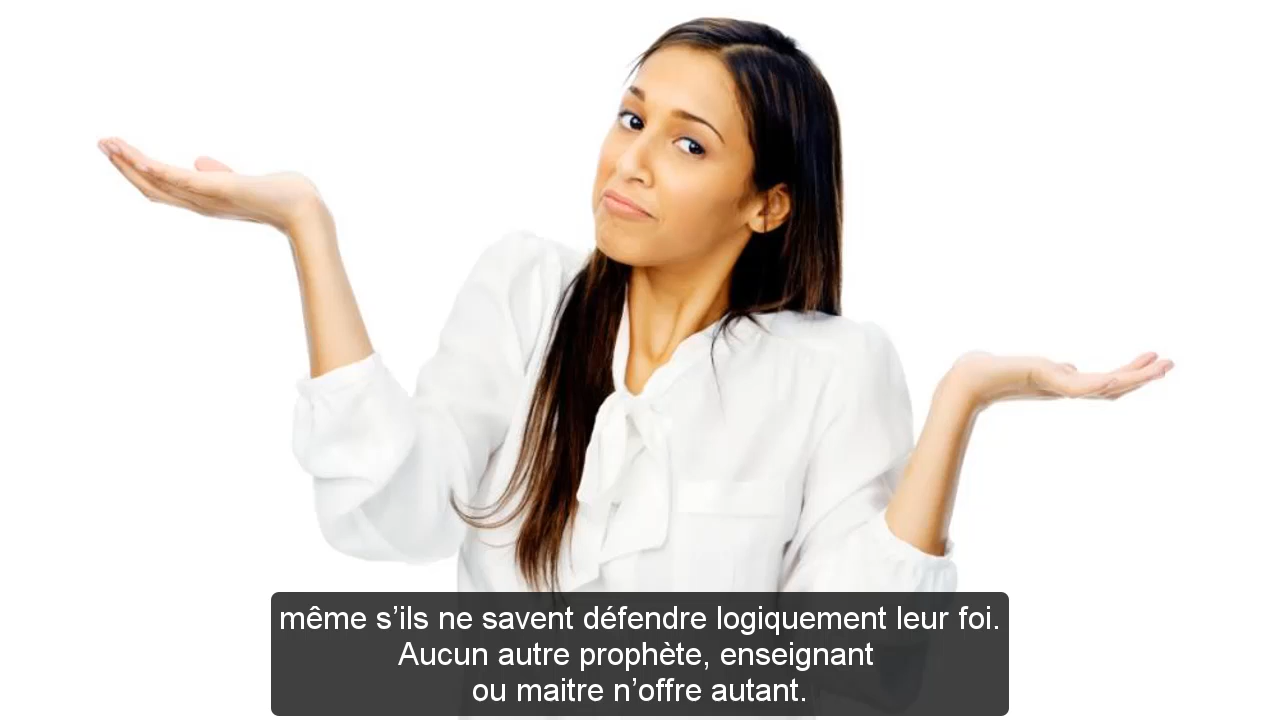 même s’ils ne savent défendre logiquement leur foi.
Aucun autre prophète, enseignant
ou maitre n’offre autant.